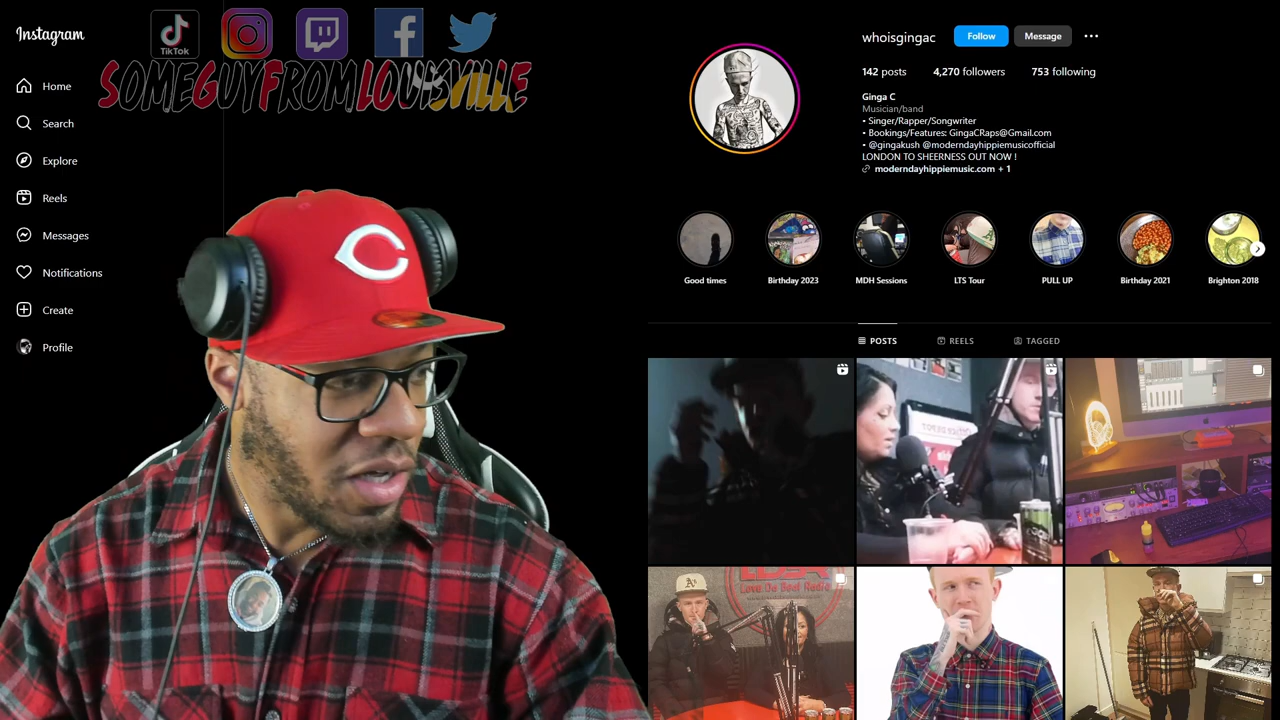 Instagram
TikTok
SOMEGUYFROMLOUISVILLE
Home
Search
Explore
Reels
Messages
Notifications
Create
Profile
whoisgingac
Follow
Message
142 posts
4,270 followers
753 following
Ginga C
Musician/band
• Singer/Rapper/Songwriter
• Bookings/Features: GingaCRaps@Gmail.com
• @gingakush @moderndayhippiemusicofficial
LONDON TO SHEERNESS OUT NOW !
moderndayhippiemusic.com + 1
Good times
Birthday 2023
MDH Sessions
LTS Tour
PULL UP
Birthday 2021
Brighton 2018
POSTS
REELS
TAGGED
Love Da Beat Radio